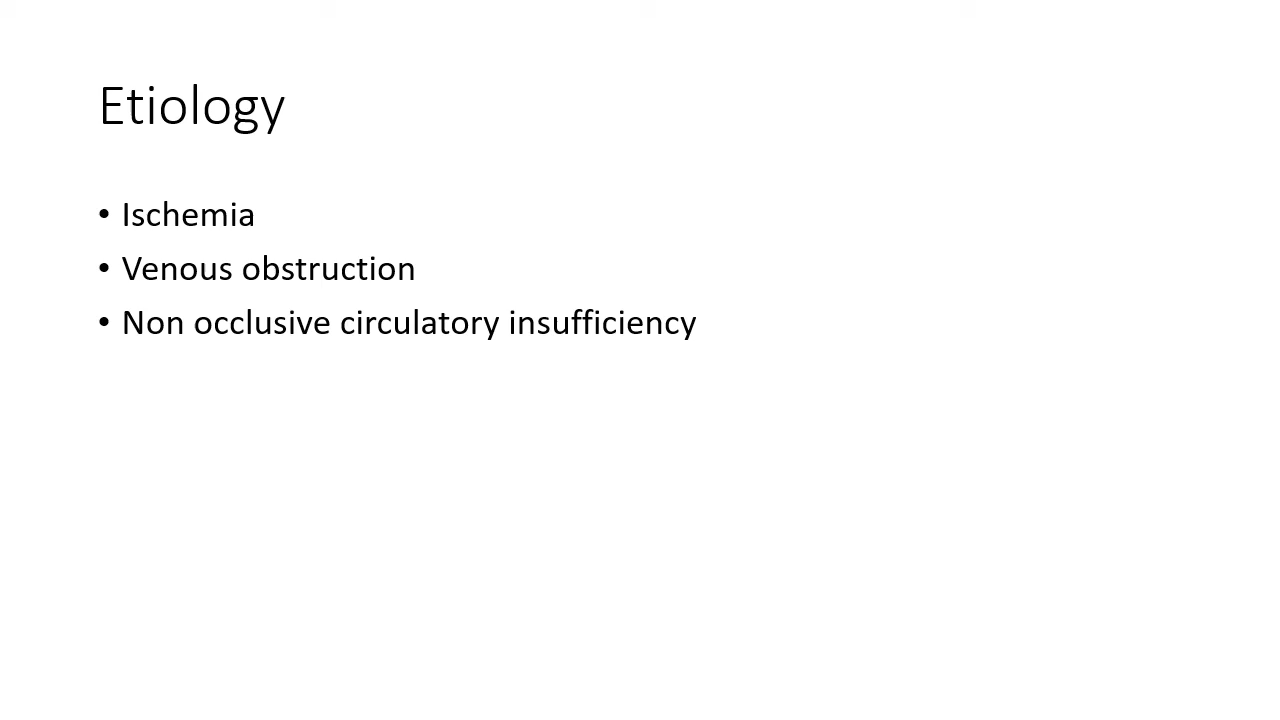 Etiology
• Ischemia
• Venous obstruction
• Non occlusive circulatory insufficiency